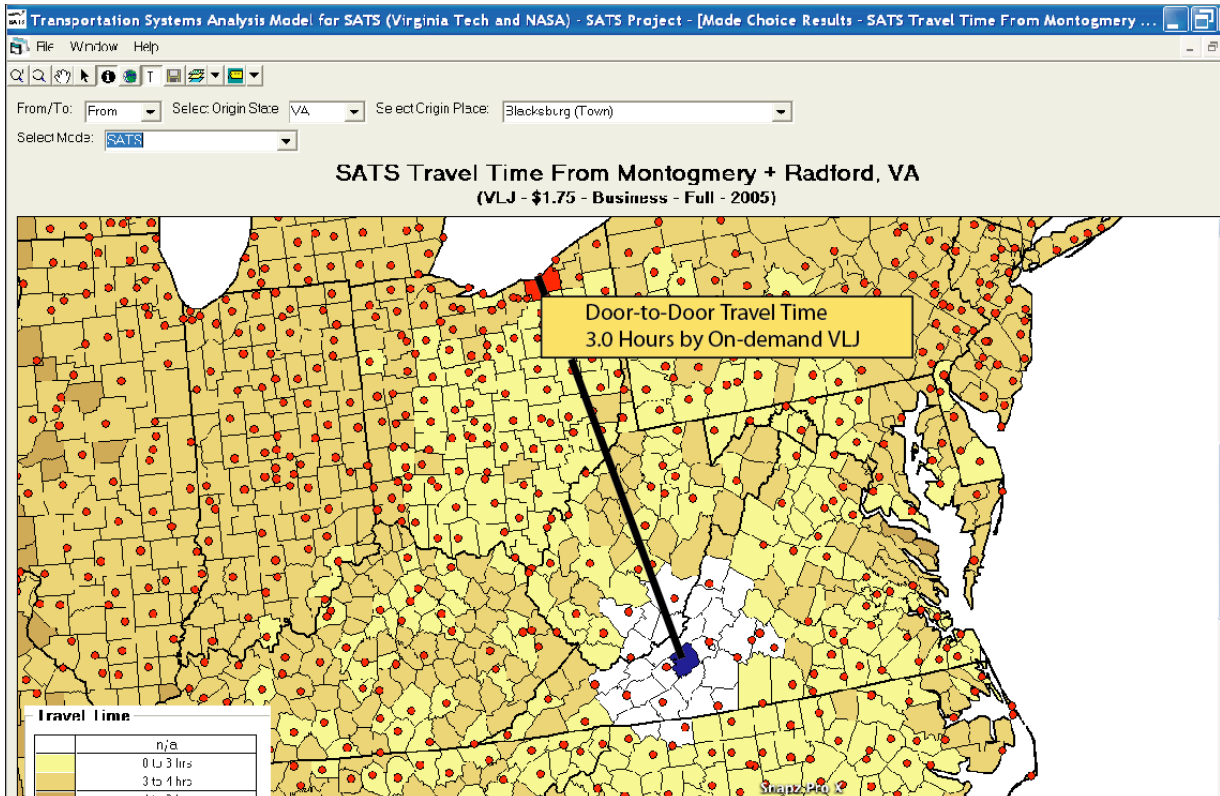 Transportation Systems Analysis Model for SATS (Virginia Tech and NASA) - SATS Project - [Mode Choice Results - SATS Travel Time From Montogmery ...
File Window Help
From/To: From Select Origin State VA Select Origin Place: Blacksburg (Town)
Select Mode: SATS
SATS Travel Time From Montogmery + Radford, VA
(VLJ - $1.75 - Business - Full - 2005)
Door-to-Door Travel Time
3.0 Hours by On-demand VLJ
Travel Time
n/a
0 to 3 hrs
3 to 4 hrs
Snapz Pro X